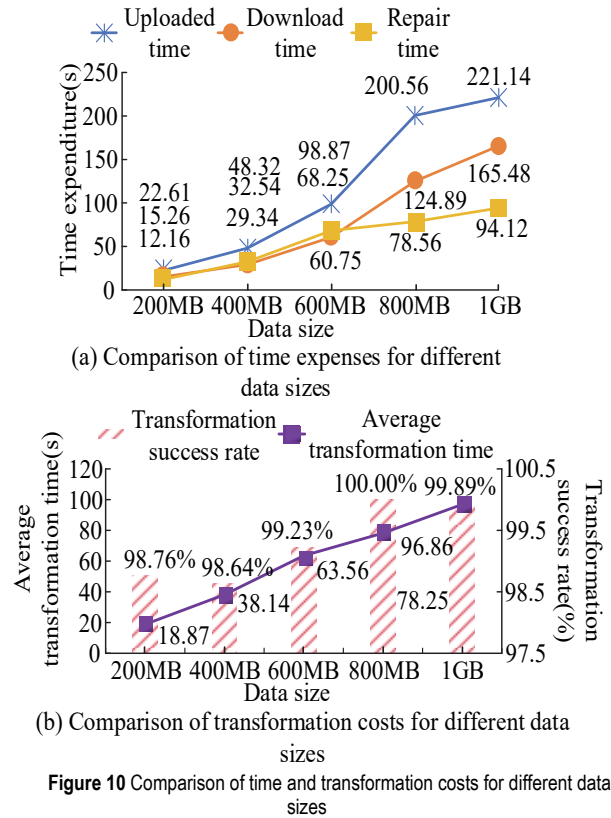 Uploaded time Download time Repair time
Time expenditure(s)
250
200
150
100
50
0
22.61
15.26
12.16
48.32
32.54
29.34
98.87
68.25
60.75
200.56
124.89
78.56
221.14
165.48
94.12
200MB 400MB 600MB 800MB 1GB
Data size
(a) Comparison of time expenses for different
data sizes
Transformation success rate Average transformation time
Average transformation time(s)
120
100
80
60
40
20
0
98.76% 98.64% 99.23% 100.00% 99.89%
18.87 38.14 63.56 78.25 96.86
100.5
99.5
98.5
97.5
Transformation success rate(%)
200MB 400MB 600MB 800MB 1GB
Data size
(b) Comparison of transformation costs for different data
sizes
Figure 10 Comparison of time and transformation costs for different data
sizes